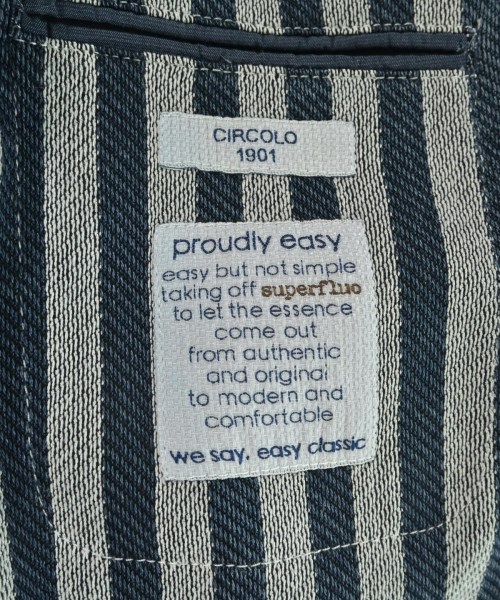 CIRCOLO
1901
proudly easy
easy but not simple
taking off superfluo
to let the essence
come out
from authentic
and original
to modern and
comfortable
we say, easy classic